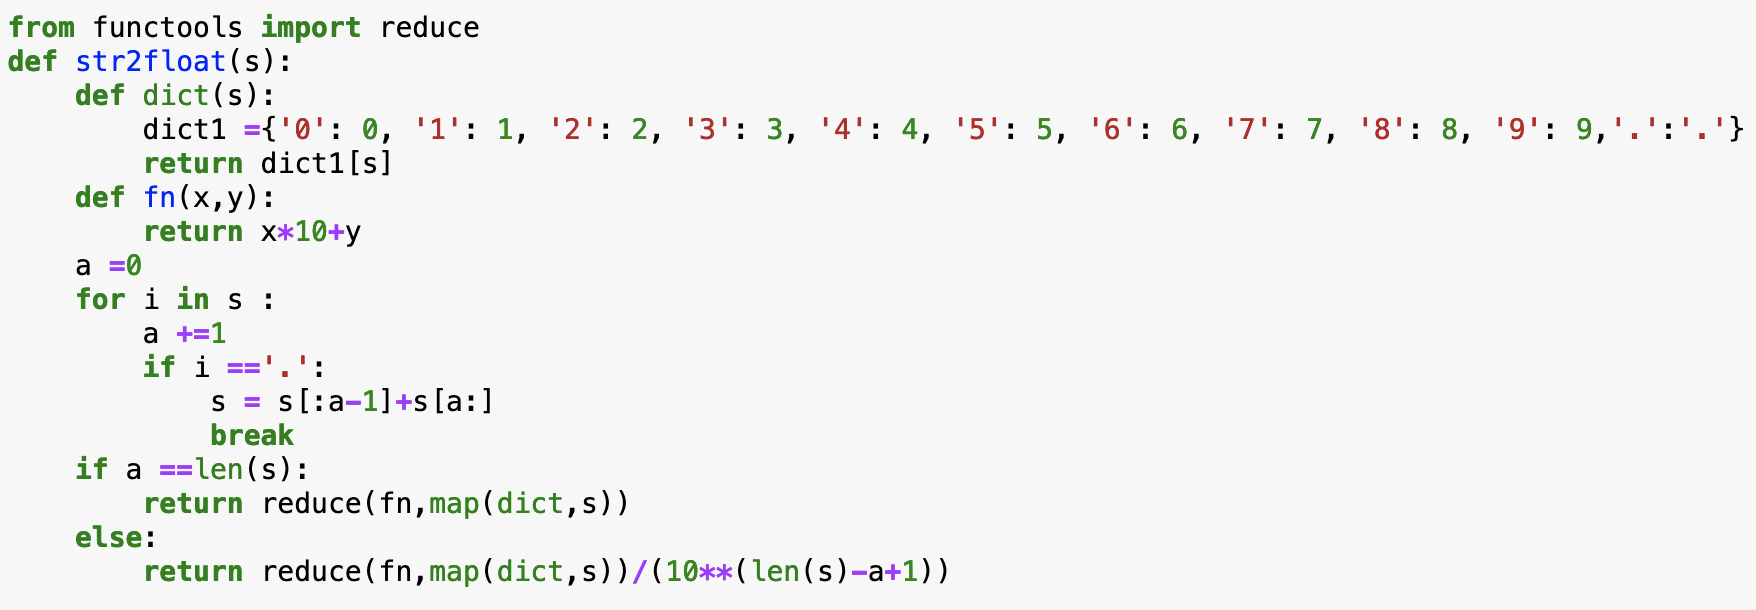 from functools import reduce
def str2float(s):
    def dict(s):
        dict1 ={'0': 0, '1': 1, '2': 2, '3': 3, '4': 4, '5': 5, '6': 6, '7': 7, '8': 8, '9': 9,'.':'.'}
        return dict1[s]
    def fn(x,y):
        return x*10+y
    a =0
    for i in s :
        a +=1
        if i =='.':
            s = s[:a-1]+s[a:]
            break
    if a ==len(s):
        return reduce(fn,map(dict,s))
    else:
        return reduce(fn,map(dict,s))/(10**(len(s)-a+1))